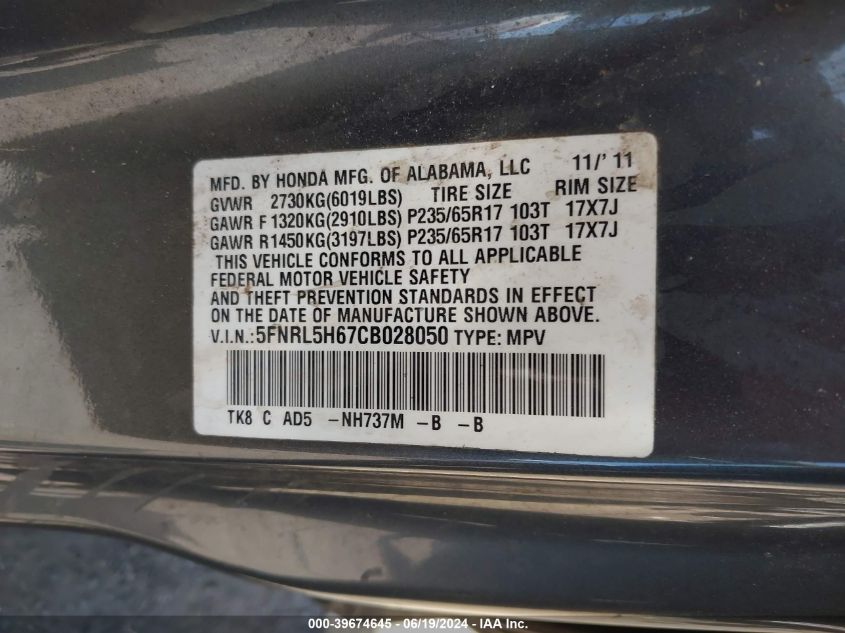 MFD. BY HONDA MFG. OF ALABAMA, LLC 11/'11
GVWR 2730KG(6019LBS) TIRE SIZE RIM SIZE
GAWR F 1320KG(2910LBS) P235/65R17 103T 17X7J
GAWR R1450KG(3197LBS) P235/65R17 103T 17X7J
THIS VEHICLE CONFORMS TO ALL APPLICABLE
FEDERAL MOTOR VEHICLE SAFETY
AND THEFT PREVENTION STANDARDS IN EFFECT
ON THE DATE OF MANUFACTURE SHOWN ABOVE.
V.I.N.:5FNRL5H67CB028050 TYPE: MPV
TK8 C AD5 -NH737M -B -B
000-39674645 - 06/19/2024 - IAA Inc.